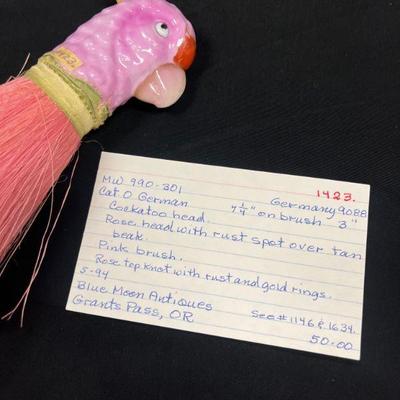 1423.
MW 990-301
Cat O German Germany 9088
Cockatoo head. 7 1/4" on brush 3"
Rose head with rust spot over tan
beak.
Pink brush.
Rose top knot with rust and gold rings.
5-94
Blue Moon Antiques See #1146 & 1634.
Grants Pass, OR 50.00